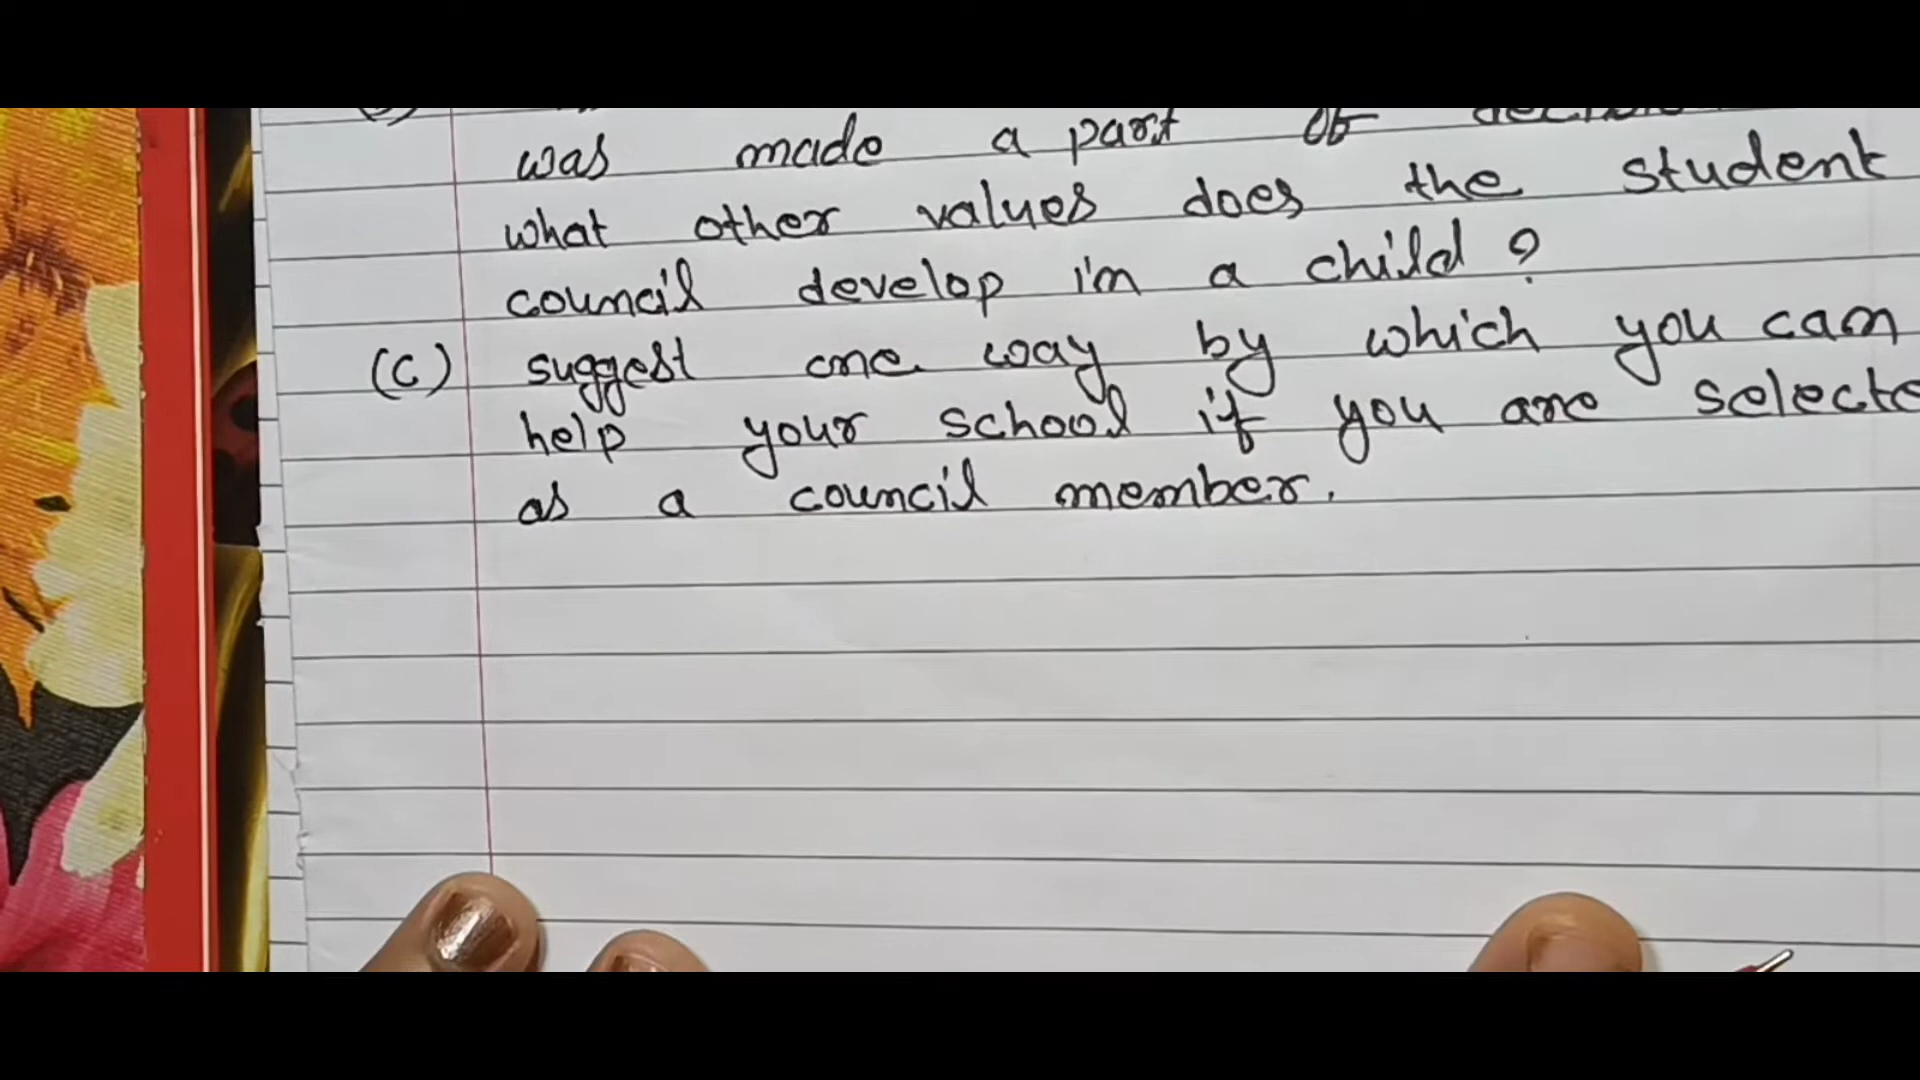 was made a part of
what other values does the student
council develop in a child ?
(C) suggest one way by which you can
help your school if you are selecte
as a council member.